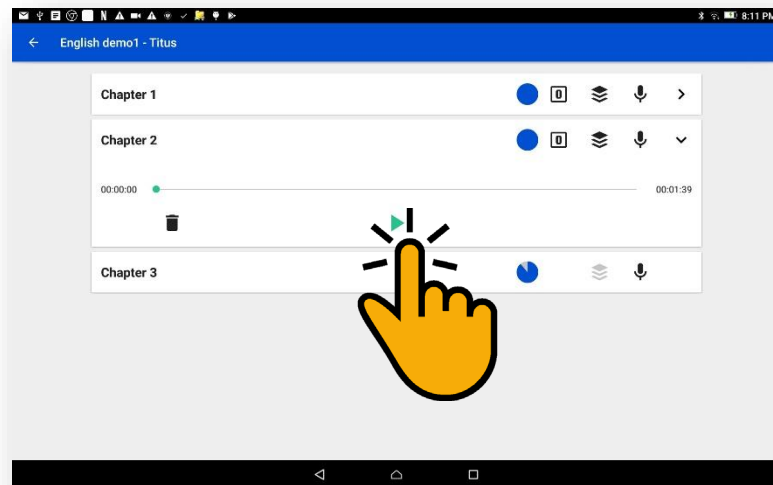 8:11 PM
English demo1 - Titus
Chapter 1
0
Chapter 2
0
00:00:00
00:01:39
Chapter 3